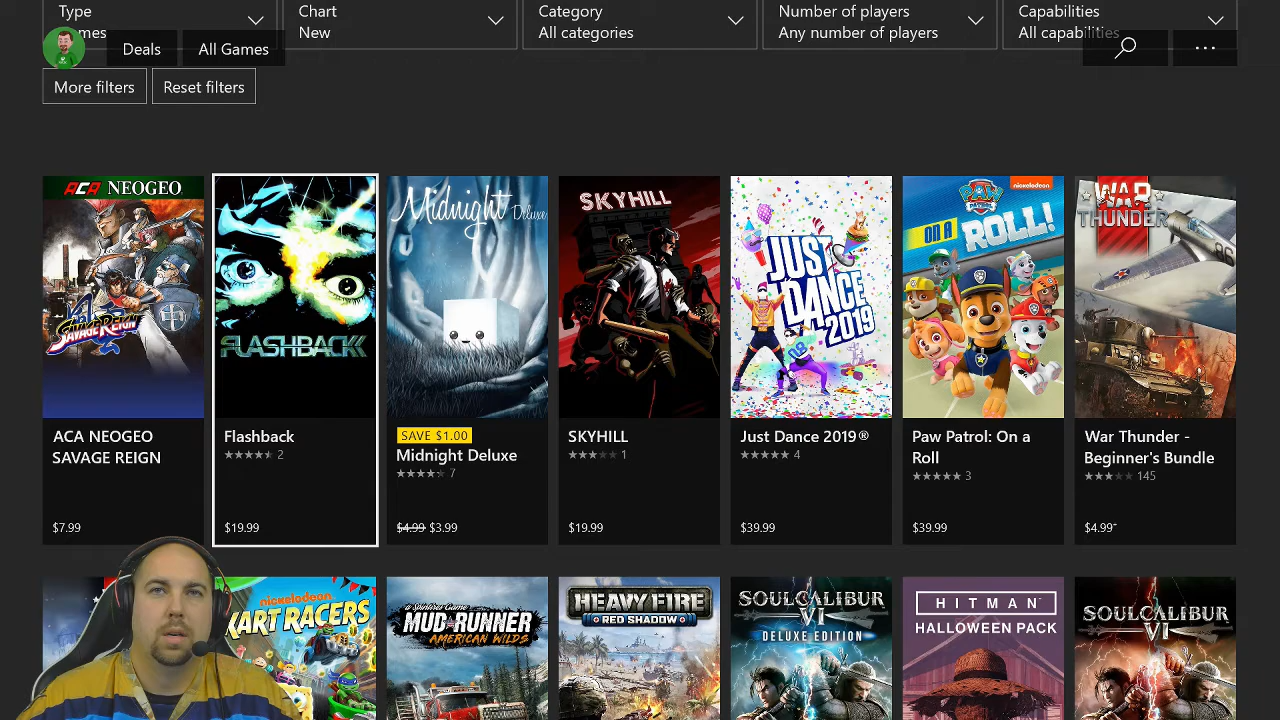 Type
Games
Chart
New
Category
All categories
Number of players
Any number of players
Capabilities
All capabilities
Deals
All Games
...
More filters
Reset filters
ACA NEOGEO
SAVAGE REIGN
FLASHBACK
Midnight Deluxe
SKYHILL
JUST
DANCE
2019
nickelodeon
PAW
PATROL
ON A
ROLL!
WAR
THUNDER
ACA NEOGEO
SAVAGE REIGN
$7.99
Flashback
2
$19.99
SAVE $1.00
Midnight Deluxe
7
$4.99 $3.99
SKYHILL
1
$19.99
Just Dance 2019®
4
$39.99
Paw Patrol: On a
Roll
3
$39.99
War Thunder -
Beginner's Bundle
145
$4.99+
nickelodeon
KART RACERS
a Spintires Game
MUDRUNNER
AMERICAN WILDS
HEAVY FIRE
RED SHADOW
SOULCALIBUR
VI
DELUXE EDITION
HITMAN™
HALLOWEEN PACK
SOULCALIBUR
VI